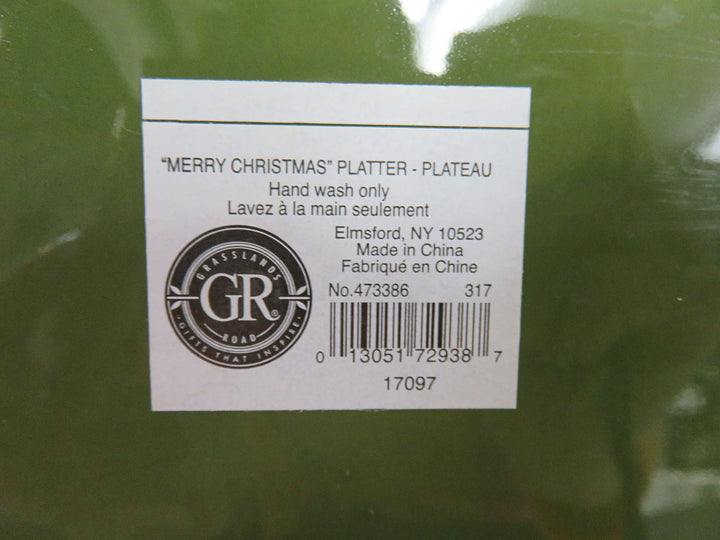 "MERRY CHRISTMAS" PLATTER - PLATEAU
Hand wash only
Lavez à la main seulement
Elmsford, NY 10523
Made in China
Fabriqué en Chine
GRASSLANDS
GR®
ROAD
· GIFTS THAT INSPIRE ·
No.473386 317
0 13051 72938 7
17097